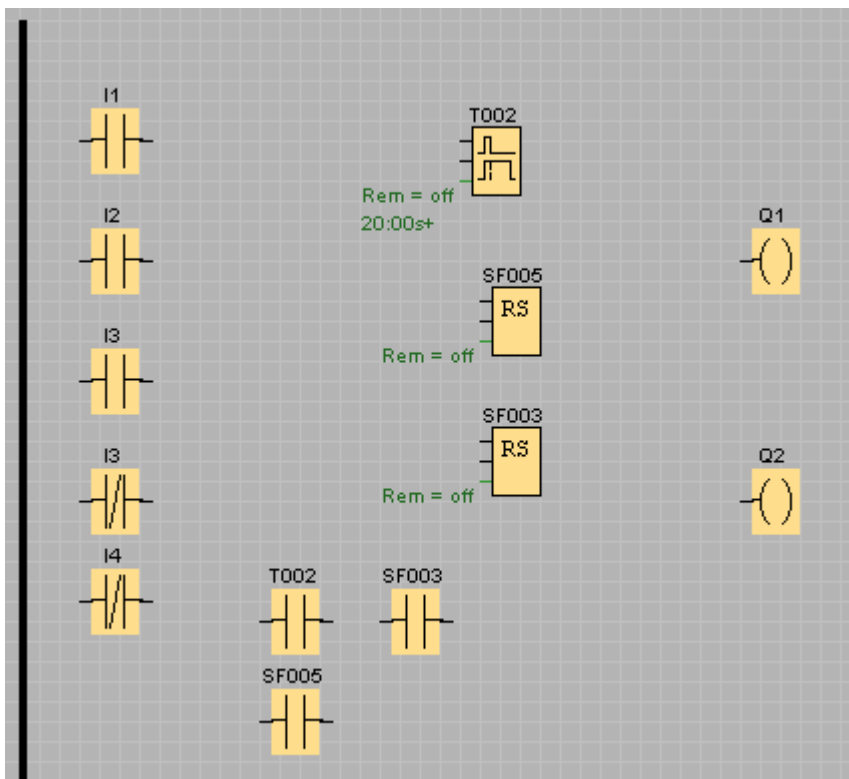 I1
T002
Rem = off
20:00s+
I2
Q1
SF005
RS
Rem = off
I3
SF003
RS
Rem = off
I3
Q2
I4
T002
SF003
SF005